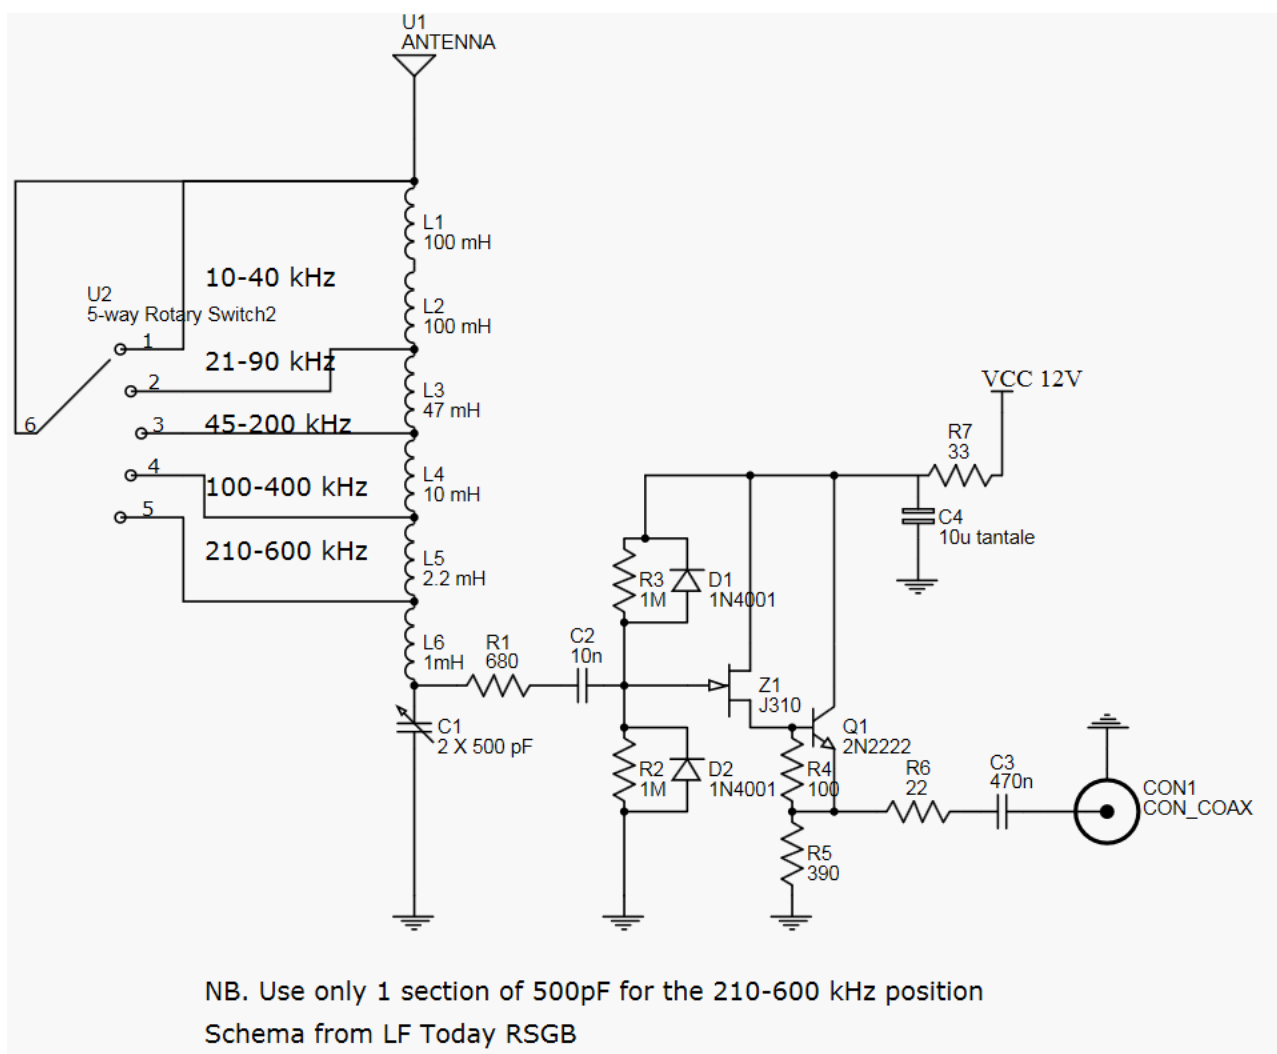 U1
ANTENNA
L1
100 mH
10-40 kHz
U2
5-way Rotary Switch2
L2
100 mH
1
21-90 kHz
2
L3
47 mH
VCC 12V
6
3
45-200 kHz
R7
33
4
100-400 kHz
L4
10 mH
5
C4
10u tantale
210-600 kHz
L5
2.2 mH
R3
1M
D1
1N4001
L6
1mH
R1
680
C2
10n
Z1
J310
C1
2 X 500 pF
Q1
2N2222
R2
1M
D2
1N4001
R4
100
R6
22
C3
470n
CON1
CON_COAX
R5
390
NB. Use only 1 section of 500pF for the 210-600 kHz position
Schema from LF Today RSGB